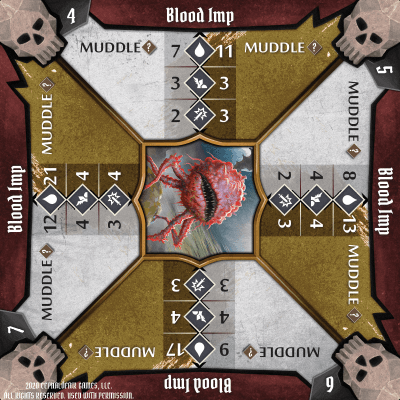 4
Blood Imp
MUDDLE ? 7 11 MUDDLE ?
3 3
2 3
5
Blood Imp
MUDDLE ? 8 13 MUDDLE ?
4 4
2 3
6
Blood Imp
MUDDLE ? 9 17 MUDDLE ?
4 4
3 3
7
Blood Imp
MUDDLE ? 12 21 MUDDLE ?
4 4
3 4
2020 CEPHALOFAIR GAMES, LLC.
ALL RIGHTS RESERVED. USED WITH PERMISSION.